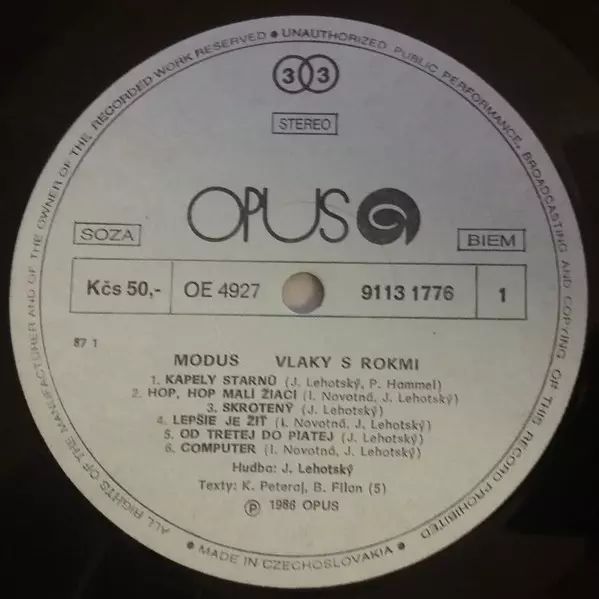 ALL RIGHTS OF THE MANUFACTURER AND OF THE OWNER OF THE RECORDED WORK RESERVED ● UNAUTHORIZED PUBLIC PERFORMANCE, BROADCASTING AND COPYING OF THIS RECORD PROHIBITED
● MADE IN CZECHOSLOVAKIA ●
33
STEREO
OPUS
SOZA BIEM
Kčs 50,- OE 4927 9113 1776 1
87 1
MODUS VLAKY S ROKMI
1. KAPELY STARNÚ (J. Lehotský, P. Hammel)
2. HOP, HOP MALÍ ŽIACI (I. Novotná, J. Lehotský)
3. SKROTENÝ (J. Lehotský)
4. LEPŠIE JE ŽIŤ (I. Novotná, J. Lehotský)
5. OD TRETEJ DO PIATEJ (J. Lehotský)
6. COMPUTER (I. Novotná, J. Lehotský)
Hudba: J. Lehotský
Texty: K. Peteraj, B. Filan (5)
Ⓟ 1986 OPUS